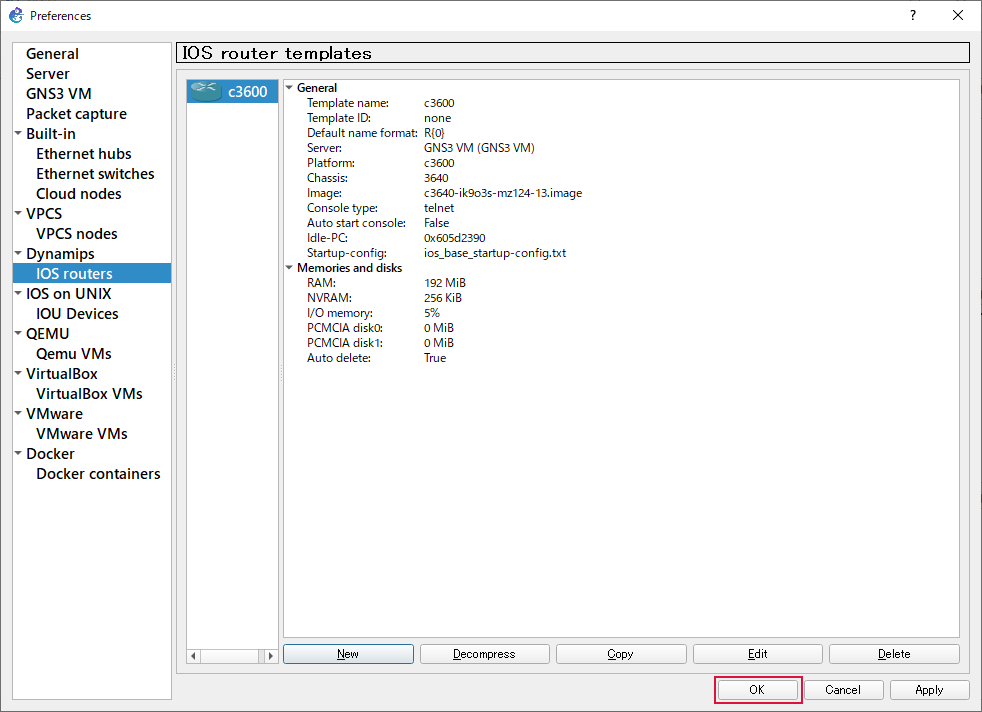 Preferences
?
General
Server
GNS3 VM
Packet capture
Built-in
Ethernet hubs
Ethernet switches
Cloud nodes
VPCS
VPCS nodes
Dynamips
IOS routers
IOS on UNIX
IOU Devices
QEMU
Qemu VMs
VirtualBox
VirtualBox VMs
VMware
VMware VMs
Docker
Docker containers
IOS router templates
c3600
General
Template name: c3600
Template ID: none
Default name format: R{0}
Server: GNS3 VM (GNS3 VM)
Platform: c3600
Chassis: 3640
Image: c3640-ik9o3s-mz124-13.image
Console type: telnet
Auto start console: False
Idle-PC: 0x605d2390
Startup-config: ios_base_startup-config.txt
Memories and disks
RAM: 192 MiB
NVRAM: 256 KiB
I/O memory: 5%
PCMCIA disk0: 0 MiB
PCMCIA disk1: 0 MiB
Auto delete: True
New Decompress Copy Edit Delete
OK Cancel Apply